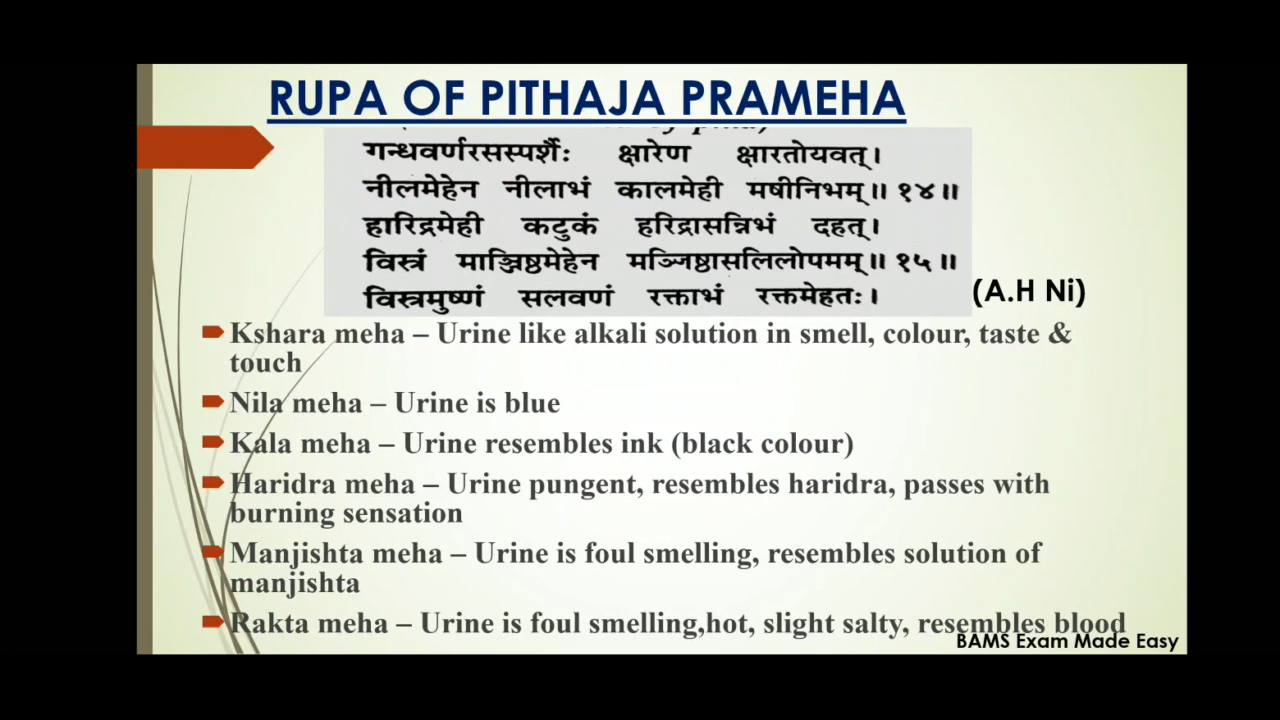 RUPA OF PITHAJA PRAMEHA
गन्धवर्णरसस्पर्शैः क्षारेण क्षारतोयवत्।
नीलमेहेन नीलाभं कालमेही मषीनिभम्॥ १४॥
हारिद्रमेही कटुकं हरिद्रासन्निभं दहत्।
विस्त्रं माञ्जिष्ठमेहेन मञ्जिष्ठासलिलोपमम्॥ १५॥
विस्त्रमुष्णं सलवणं रक्ताभं रक्तमेहतः।
(A.H Ni)
Kshara meha – Urine like alkali solution in smell, colour, taste &
touch
Nila meha – Urine is blue
Kala meha – Urine resembles ink (black colour)
Haridra meha – Urine pungent, resembles haridra, passes with
burning sensation
Manjishta meha – Urine is foul smelling, resembles solution of
manjishta
Rakta meha – Urine is foul smelling,hot, slight salty, resembles blood
BAMS Exam Made Easy